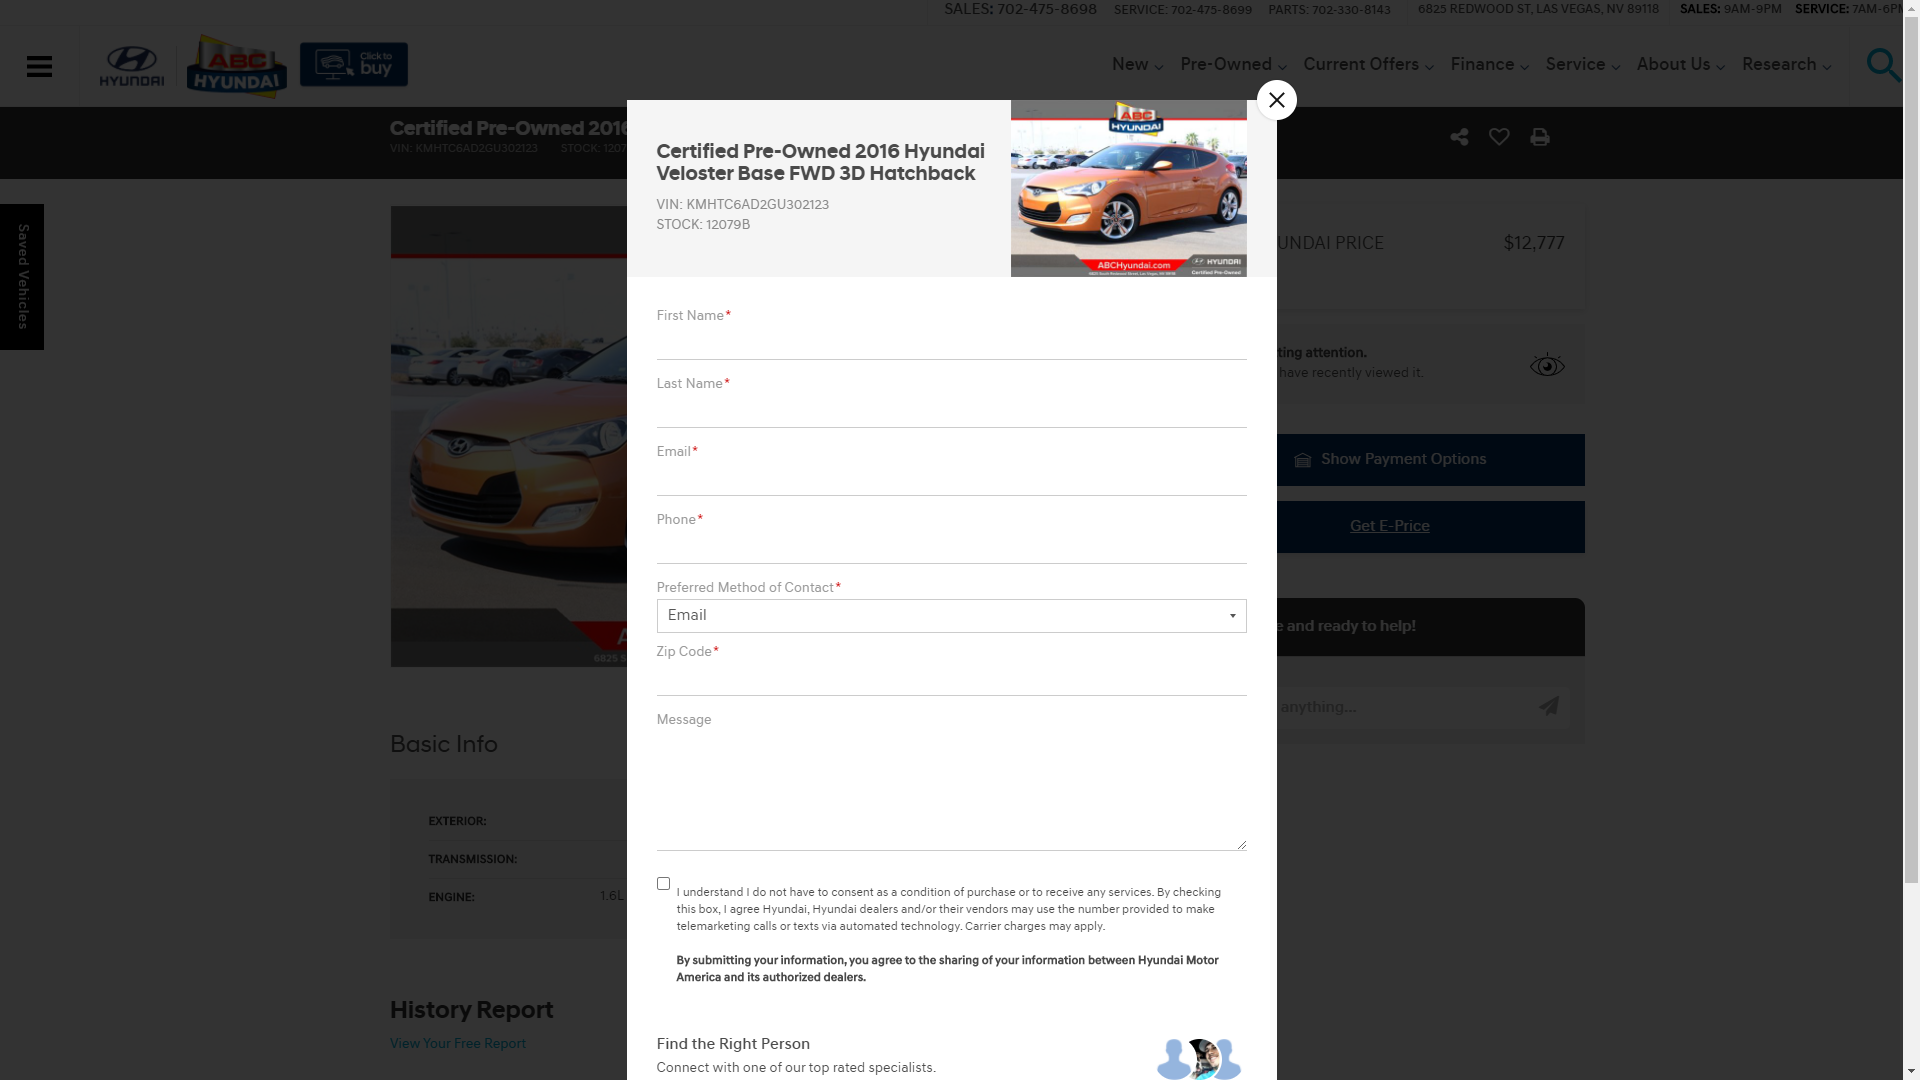 SALES: 702-475-8698 SERVICE: 702-475-8699 PARTS: 702-330-8143 6825 REDWOOD ST, LAS VEGAS, NV 89118 SALES: 9AM-9PM SERVICE: 7AM-6PM
HYUNDAI
ABC
HYUNDAI
Click to
buy
New Pre-Owned Current Offers Finance Service About Us Research
Certified Pre-Owned 2016
VIN: KMHTC6AD2GU302123 STOCK: 1207
Saved Vehicles
Certified Pre-Owned 2016 Hyundai
Veloster Base FWD 3D Hatchback
VIN: KMHTC6AD2GU302123
STOCK: 12079B
ABC
HYUNDAI
ABCHyundai.com
HYUNDAI
Certified Pre-Owned
First Name*
Last Name*
Email*
Phone*
Preferred Method of Contact*
Email
Zip Code*
Message
I understand I do not have to consent as a condition of purchase or to receive any services. By checking
this box, I agree Hyundai, Hyundai dealers and/or their vendors may use the number provided to make
telemarketing calls or texts via automated technology. Carrier charges may apply.
By submitting your information, you agree to the sharing of your information between Hyundai Motor
America and its authorized dealers.
Find the Right Person
Connect with one of our top rated specialists.
UNDAI PRICE $12,777
ting attention.
have recently viewed it.
Show Payment Options
Get E-Price
e and ready to help!
anything...
A
6825 S
Basic Info
EXTERIOR:
TRANSMISSION:
ENGINE: 1.6L
History Report
View Your Free Report